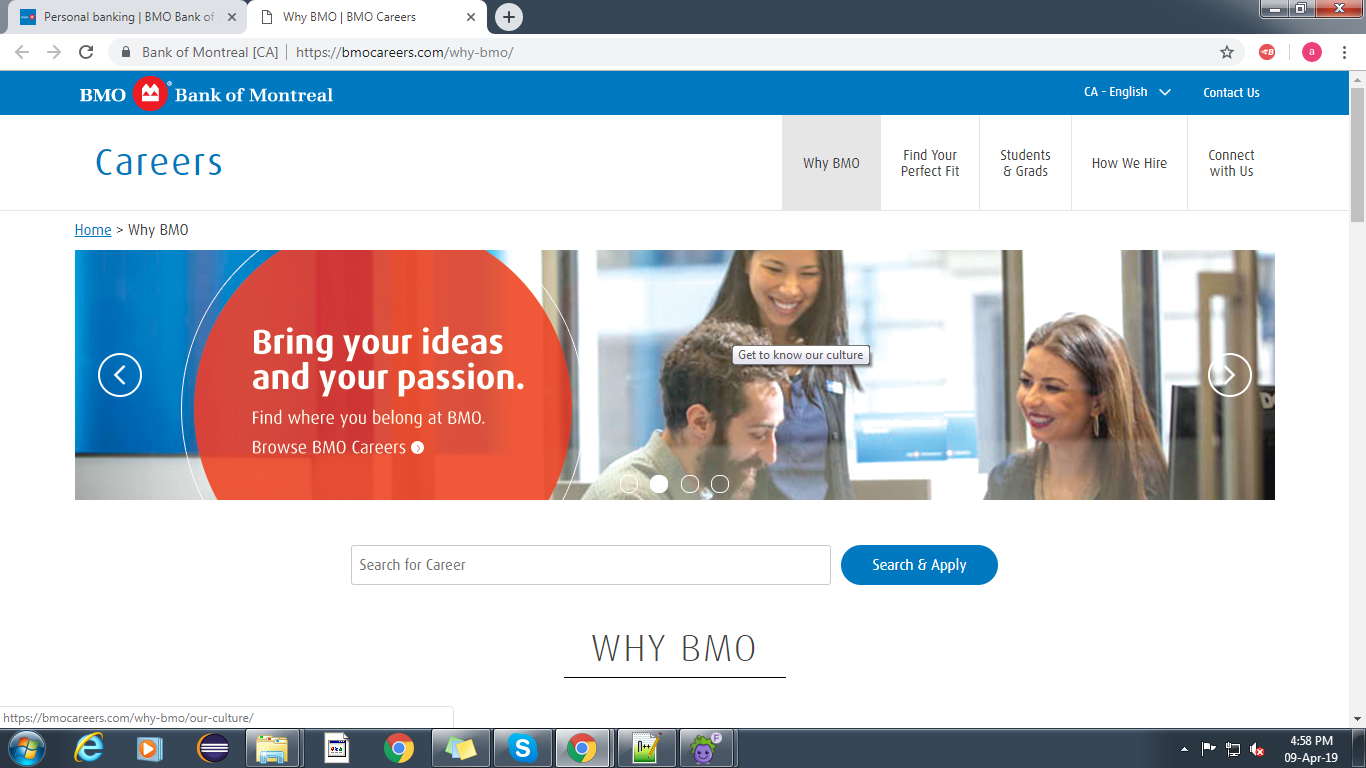 Personal banking | BMO Bank of
Why BMO | BMO Careers
Bank of Montreal [CA] | https://bmocareers.com/why-bmo/
a
BMO Bank of Montreal
CA - English
Contact Us
Careers
Why BMO
Find Your
Perfect Fit
Students
& Grads
How We Hire
Connect
with Us
Home > Why BMO
Bring your ideas
and your passion.
Find where you belong at BMO.
Browse BMO Careers
Get to know our culture
Search for Career
Search & Apply
WHY BMO
https://bmocareers.com/why-bmo/our-culture/
4:58 PM
09-Apr-19